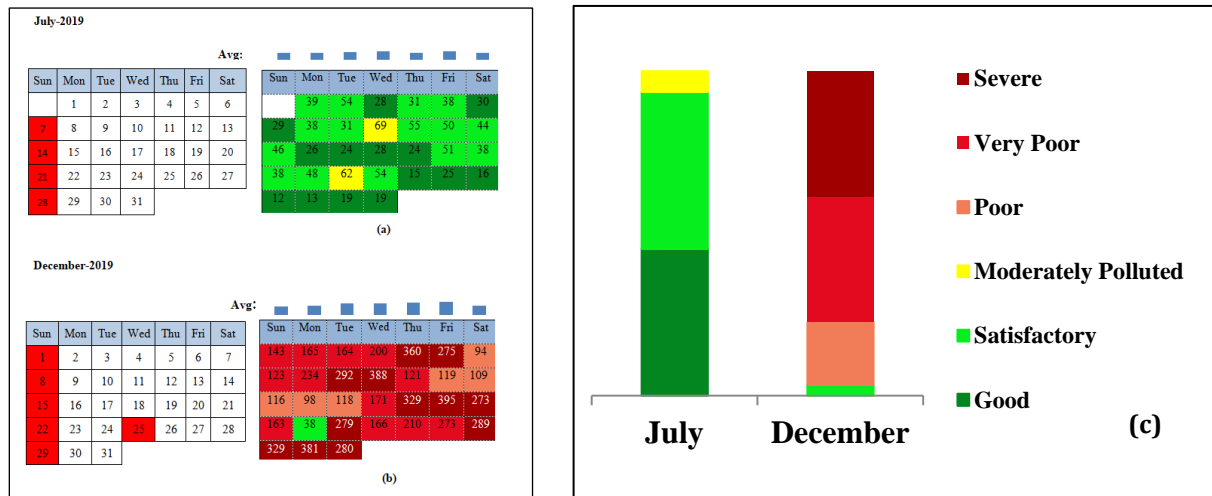 July-2019
Avg:
Sun Mon Tue Wed Thu Fri Sat
1 2 3 4 5 6
7 8 9 10 11 12 13
14 15 16 17 18 19 20
21 22 23 24 25 26 27
28 29 30 31
Sun Mon Tue Wed Thu Fri Sat
39 54 28 31 38 30
29 38 31 69 55 50 44
46 26 24 28 24 51 38
38 48 62 54 15 25 16
12 13 19 19
(a)
December-2019
Avg:
Sun Mon Tue Wed Thu Fri Sat
1 2 3 4 5 6 7
8 9 10 11 12 13 14
15 16 17 18 19 20 21
22 23 24 25 26 27 28
29 30 31
Sun Mon Tue Wed Thu Fri Sat
143 165 164 200 360 275 94
123 234 292 388 121 119 109
116 98 118 171 329 395 273
163 38 279 166 210 273 289
329 381 280
(b)
Severe
Very Poor
Poor
Moderately Polluted
Satisfactory
Good
July December
(c)